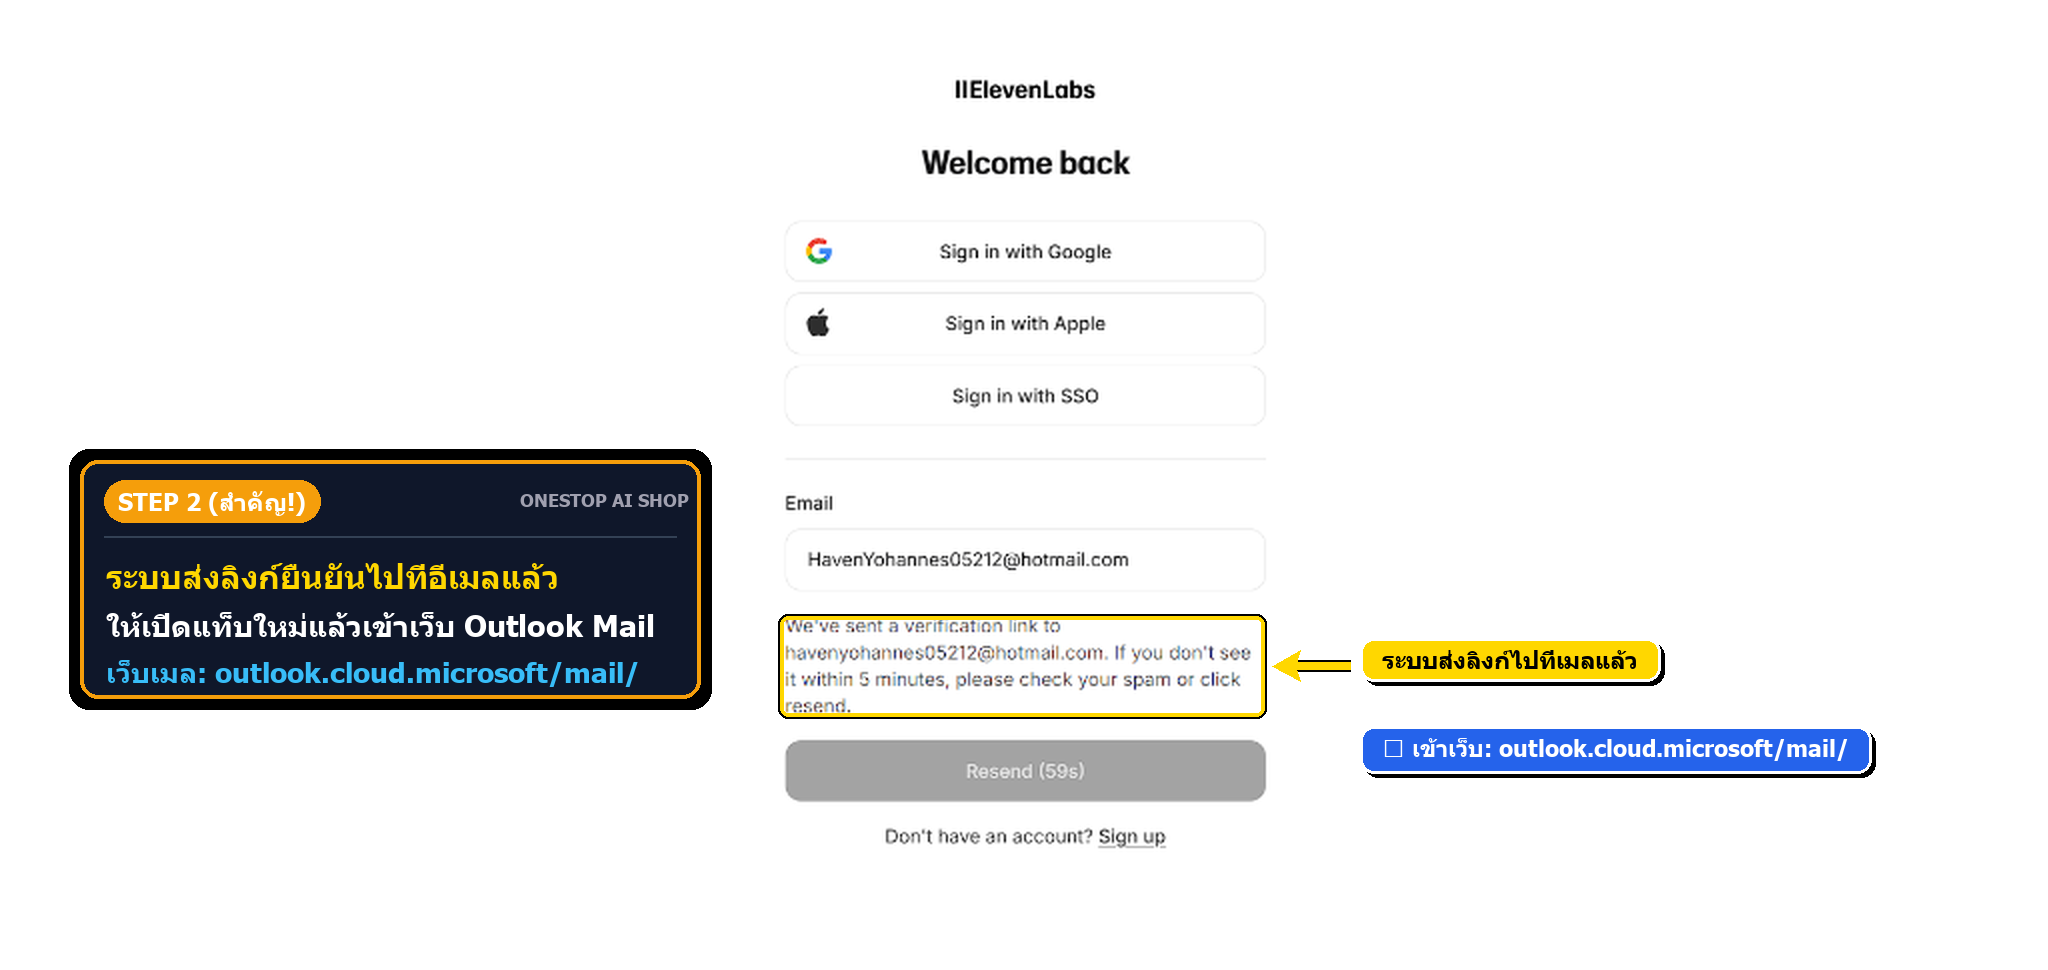 IIElevenLabs
Welcome back
Sign in with Google
Sign in with Apple
Sign in with SSO
Email
HavenYohannes05212@hotmail.com
We've sent a verification link to
havenyohannes05212@hotmail.com. If you don't see
it within 5 minutes, please check your spam or click
resend.
Resend (59s)
Don't have an account? Sign up
STEP 2 (สำคัญ!)
ONESTOP AI SHOP
ระบบส่งลิงก์ยืนยันไปที่อีเมลแล้ว
ให้เปิดแท็บใหม่แล้วเข้าเว็บ Outlook Mail
เว็บเมล: outlook.cloud.microsoft/mail/
ระบบส่งลิงก์ไปที่เมลแล้ว
เข้าเว็บ: outlook.cloud.microsoft/mail/